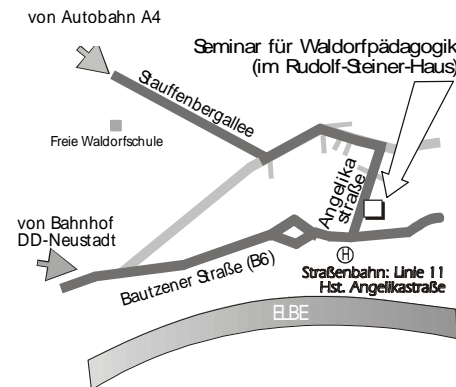 von Autobahn A4
Seminar für Waldorfpädagogik
(im Rudolf-Steiner-Haus)
Stauffenbergallee
Freie Waldorfschule
Angelika
straße
von Bahnhof
DD-Neustadt
Bautzener Straße (B6)
H
Straßenbahn: Linie 11
Hst. Angelikastraße
ELBE